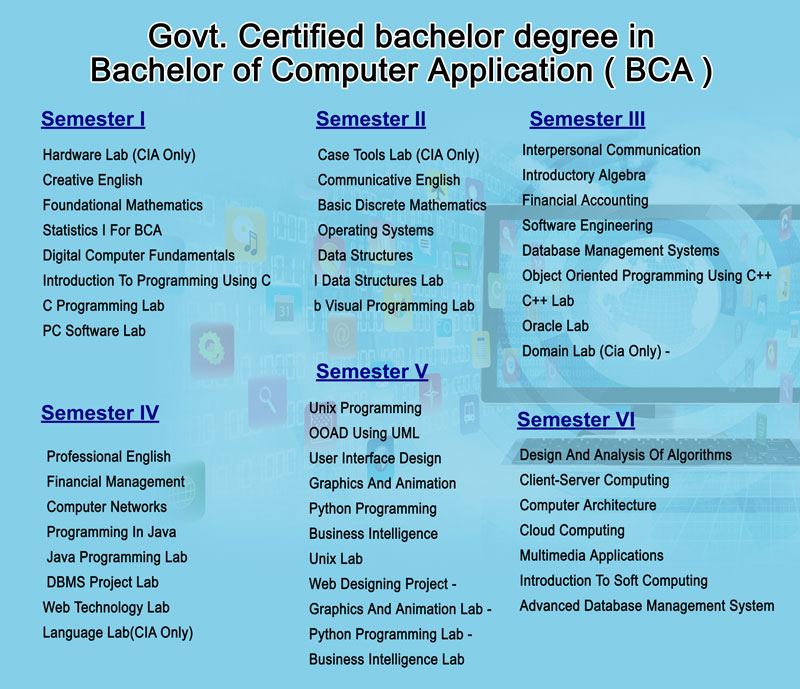 Govt. Certified bachelor degree in
Bachelor of Computer Application ( BCA )
Semester I
Hardware Lab (CIA Only)
Creative English
Foundational Mathematics
Statistics I For BCA
Digital Computer Fundamentals
Introduction To Programming Using C
C Programming Lab
PC Software Lab
Semester II
Case Tools Lab (CIA Only)
Communicative English
Basic Discrete Mathematics
Operating Systems
Data Structures
l Data Structures Lab
b Visual Programming Lab
Semester III
Interpersonal Communication
Introductory Algebra
Financial Accounting
Software Engineering
Database Management Systems
Object Oriented Programming Using C++
C++ Lab
Oracle Lab
Domain Lab (Cia Only) -
Semester IV
Professional English
Financial Management
Computer Networks
Programming In Java
Java Programming Lab
DBMS Project Lab
Web Technology Lab
Language Lab(CIA Only)
Semester V
Unix Programming
OOAD Using UML
User Interface Design
Graphics And Animation
Python Programming
Business Intelligence
Unix Lab
Web Designing Project -
Graphics And Animation Lab -
Python Programming Lab -
Business Intelligence Lab
Semester VI
Design And Analysis Of Algorithms
Client-Server Computing
Computer Architecture
Cloud Computing
Multimedia Applications
Introduction To Soft Computing
Advanced Database Management System